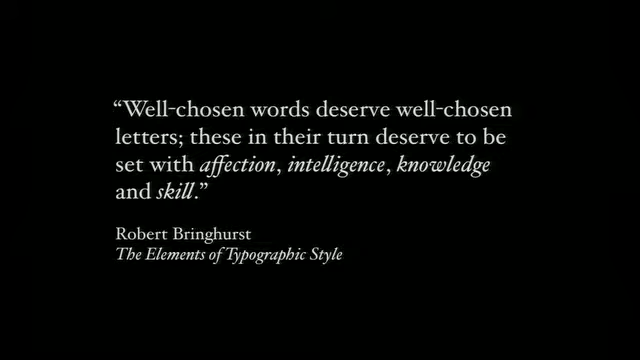 “Well-chosen words deserve well-chosen
letters; these in their turn deserve to be
set with affection, intelligence, knowledge
and skill.”
Robert Bringhurst
The Elements of Typographic Style